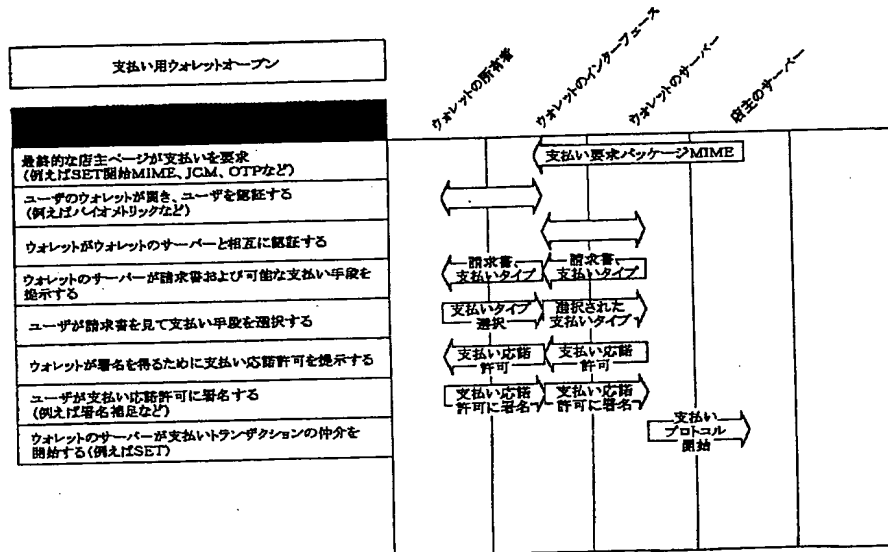 支払い用ウォレットオープン
ウォレットの所有者
ウォレットのインターフェース
ウォレットのサーバー
店主のサーバー
最終的な店主ページが支払いを要求
(例えばSET開始MIME、JCM、OTPなど)
支払い要求パッケージMIME
ユーザのウォレットが開き、ユーザを認証する
(例えばバイオメトリックなど)
ウォレットがウォレットのサーバーと相互に認証する
ウォレットのサーバーが請求書および可能な支払い手段を
提示する
請求書、
支払いタイプ
請求書、
支払いタイプ
ユーザが請求書を見て支払い手段を選択する
支払いタイプ
選択
選択された
支払いタイプ
ウォレットが署名を得るために支払い応諾許可を提示する
支払い応諾
許可
支払い応諾
許可
ユーザが支払い応諾許可に署名する
(例えば署名補足など)
支払い応諾
許可に署名
支払い応諾
許可に署名
ウォレットのサーバーが支払いトランザクションの仲介を
開始する(例えばSET)
支払い
プロトコル
開始